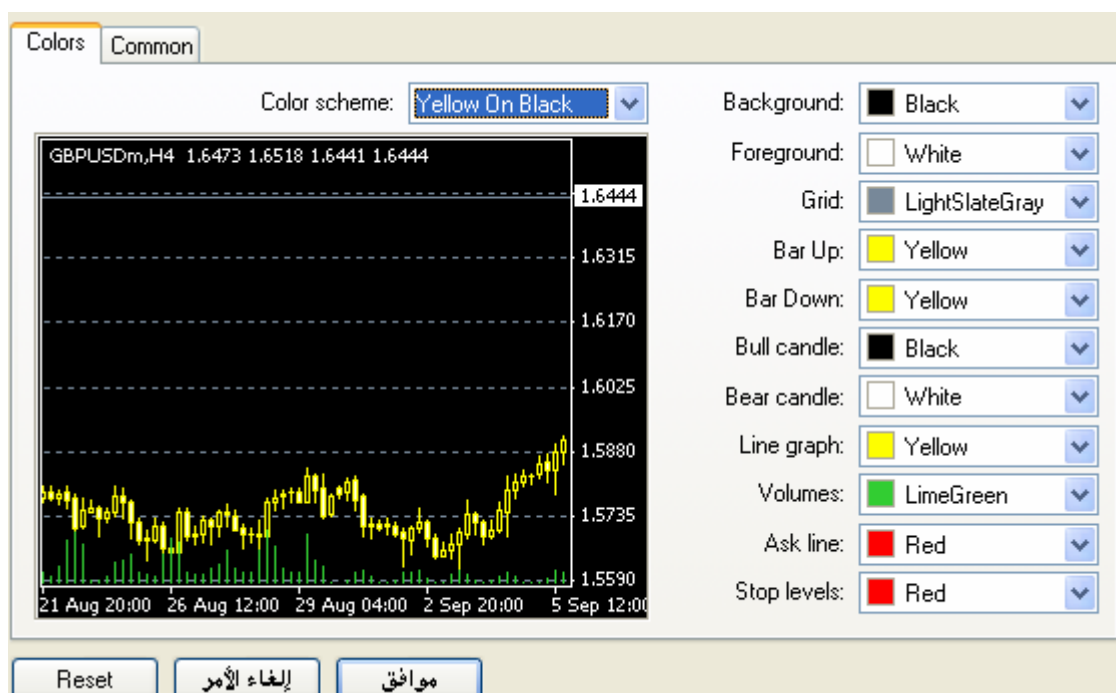 Colors Common
Color scheme: Yellow On Black
GBPUSDm,H4 1.6473 1.6518 1.6441 1.6444
1.6444
1.6315
1.6170
1.6025
1.5880
1.5735
1.5590
21 Aug 20:00 26 Aug 12:00 29 Aug 04:00 2 Sep 20:00 5 Sep 12:00
Background: Black
Foreground: White
Grid: LightSlateGray
Bar Up: Yellow
Bar Down: Yellow
Bull candle: Black
Bear candle: White
Line graph: Yellow
Volumes: LimeGreen
Ask line: Red
Stop levels: Red
Reset إلغاء الأمر موافق